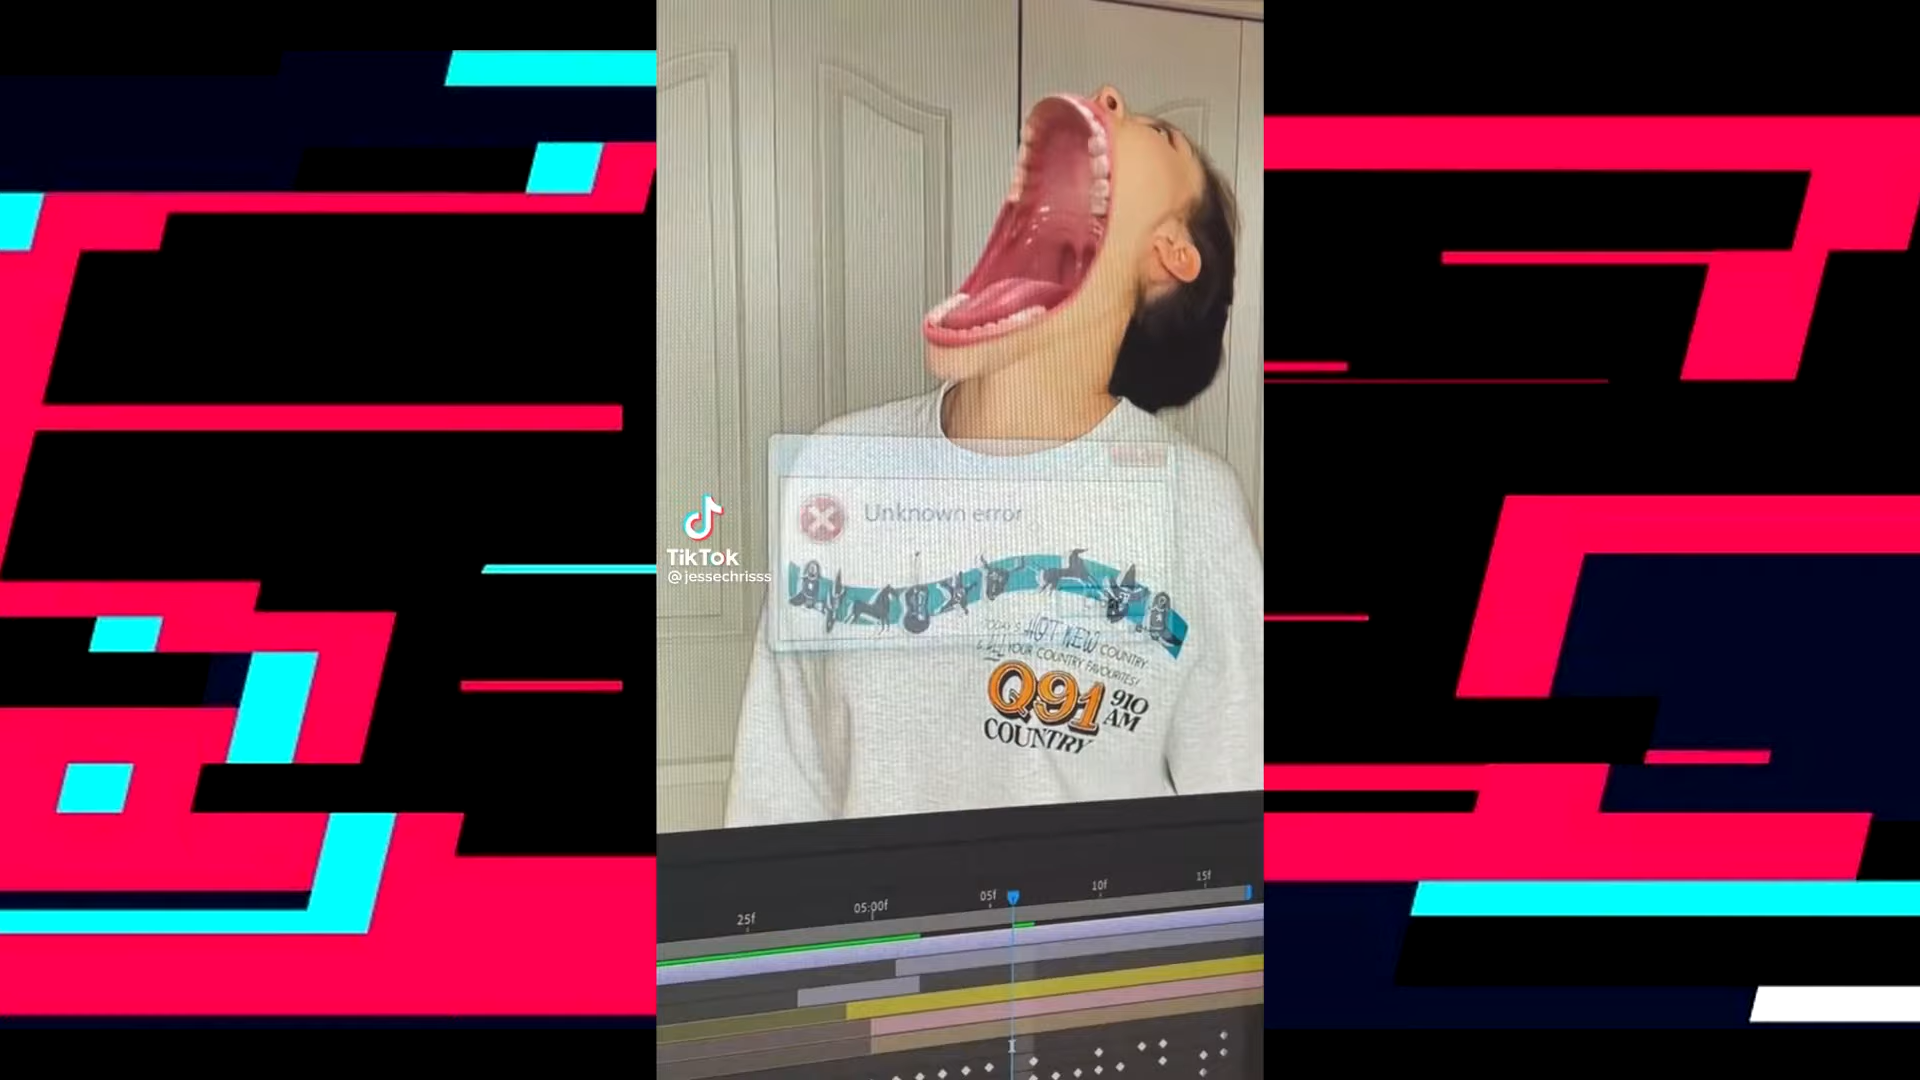 Unknown error
TikTok
@jessechrisss
TODAY'S HOT NEW COUNTRY
& ALL YOUR COUNTRY FAVOURITES!
Q91 910
AM
COUNTRY
25f
05:00f
05f
10f
15f